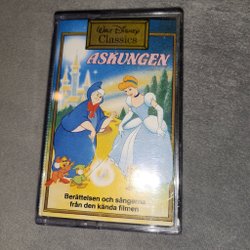 Walt Disney
Classics
ASKUNGEN
Berättelsen och sångerna
från den kända filmen